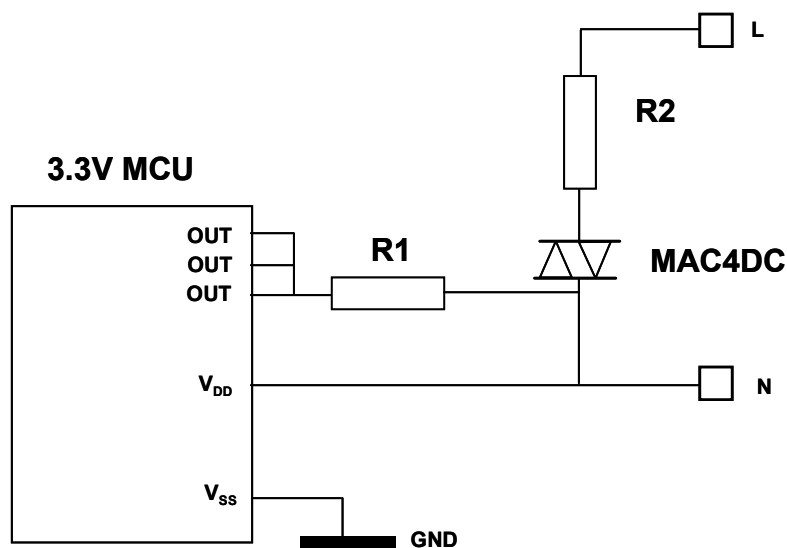 L
R2
3.3V MCU
OUT
R1
OUT
MAC4DC
OUT
VDD
N
VSS
GND